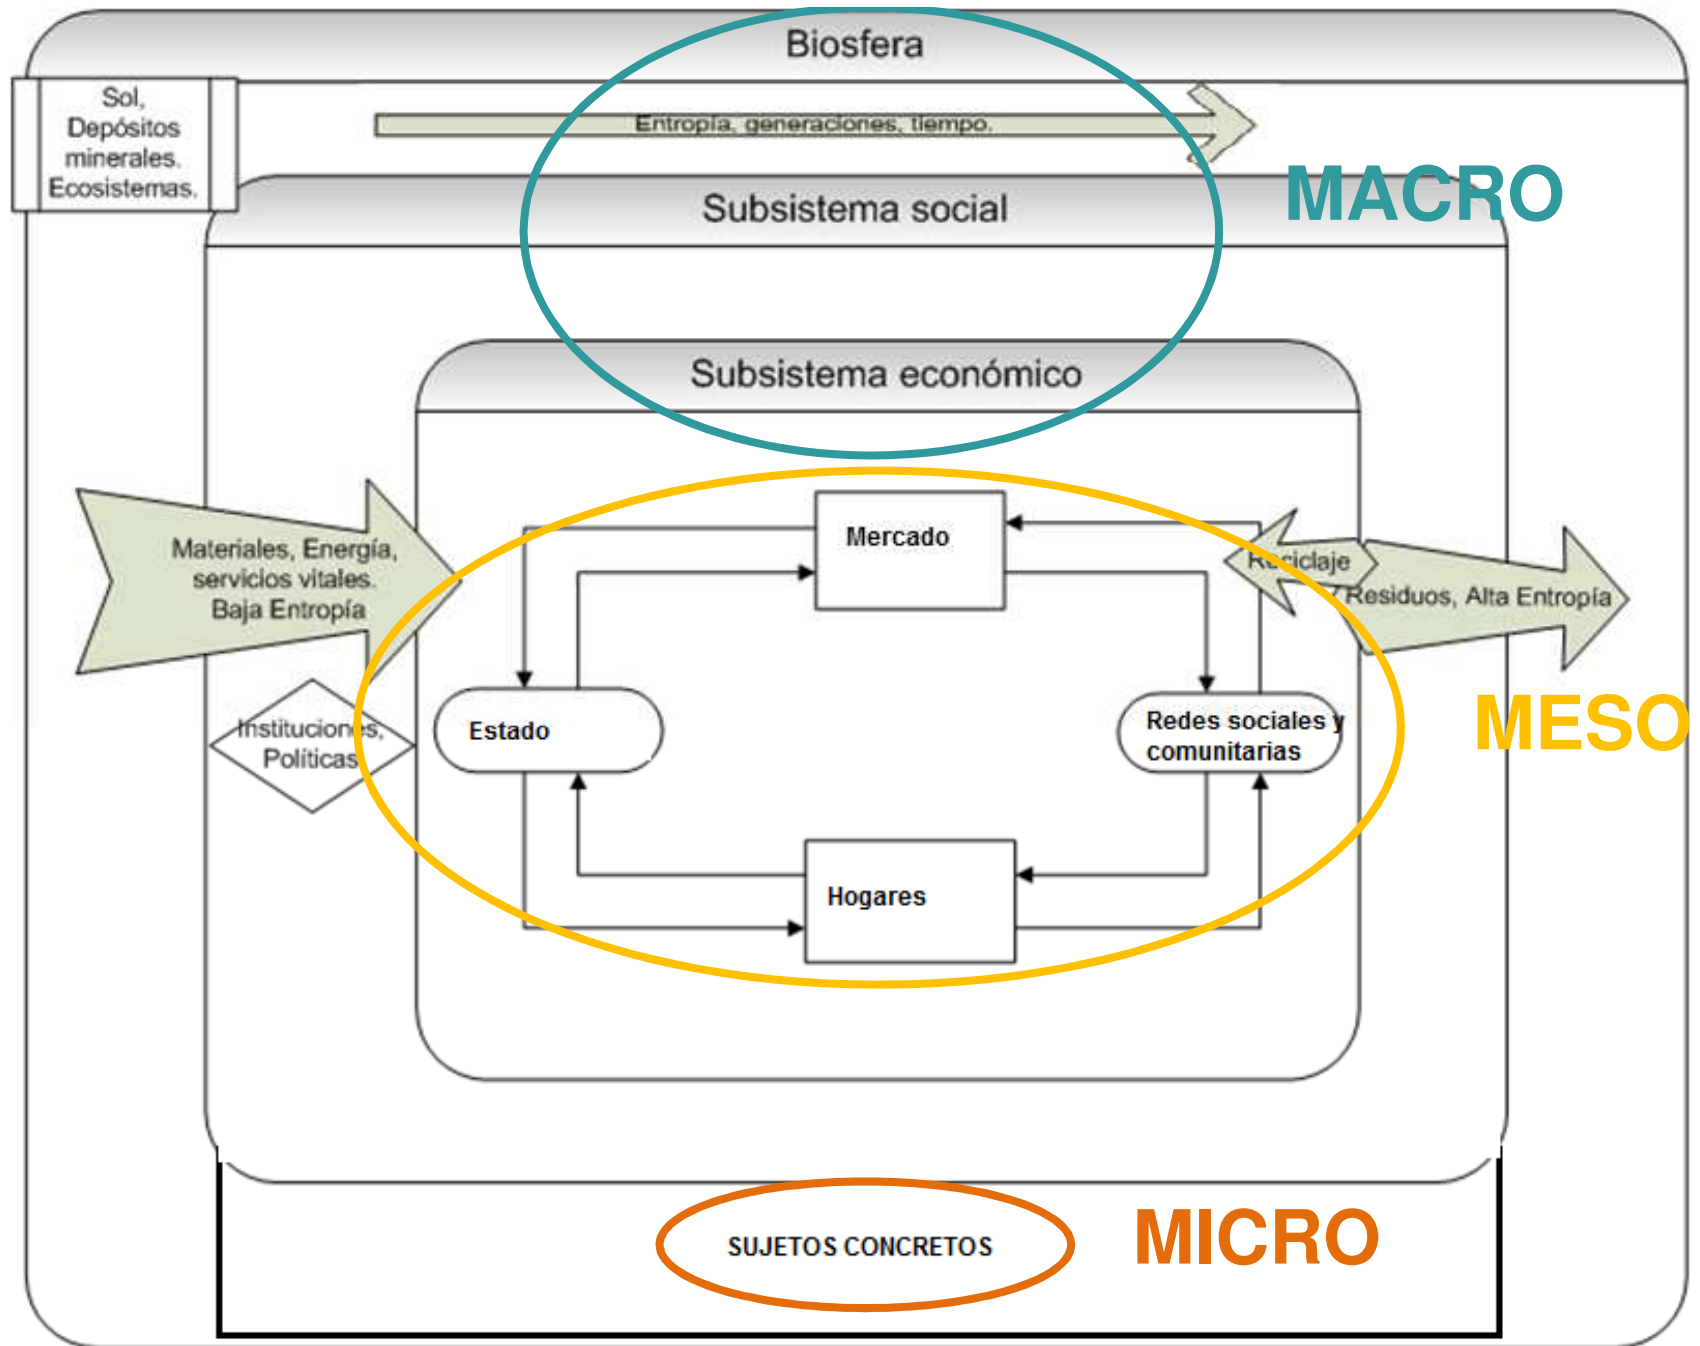 Biosfera
Sol,
Depósitos
minerales.
Ecosistemas.
Entropía, generaciones, tiempo.
MACRO
Subsistema social
Subsistema económico
Materiales, Energía,
servicios vitales.
Baja Entropía
Mercado
Reciclaje
Residuos, Alta Entropía
Instituciones,
Políticas
Estado
Redes sociales y
comunitarias
MESO
Hogares
SUJETOS CONCRETOS
MICRO